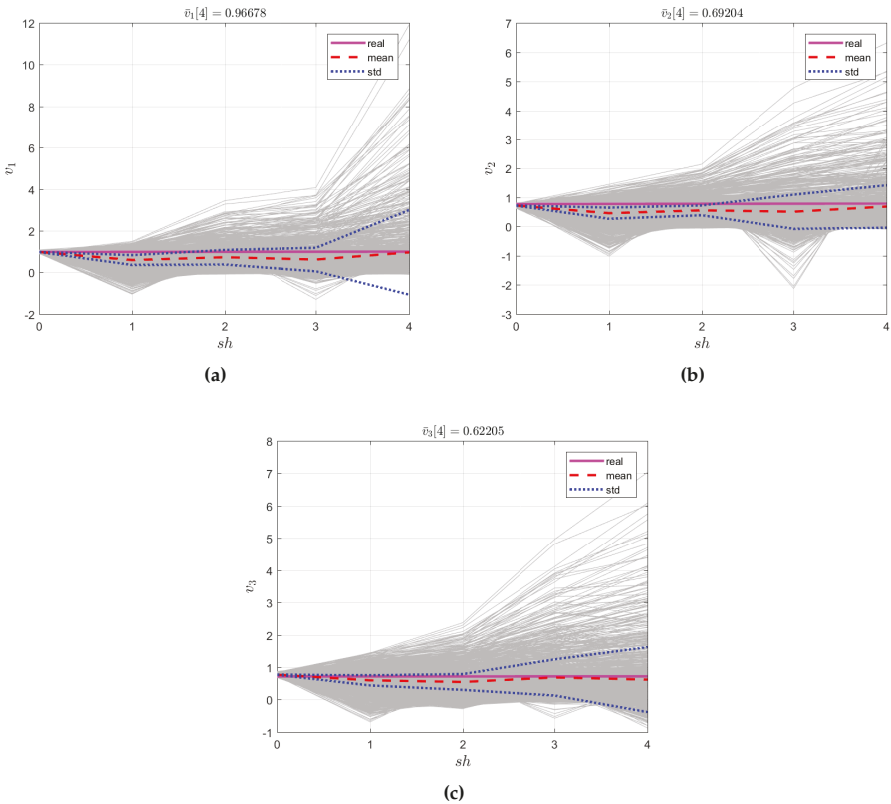 v̄₁[4] = 0.96678
12
10
8
6
4
2
0
-2
v₁
real
mean
std
0 1 2 3 4
sh
(a)
v̄₂[4] = 0.69204
7
6
5
4
3
2
1
0
-1
-2
-3
v₂
real
mean
std
0 1 2 3 4
sh
(b)
v̄₃[4] = 0.62205
8
7
6
5
4
3
2
1
0
-1
v₃
real
mean
std
0 1 2 3 4
sh
(c)